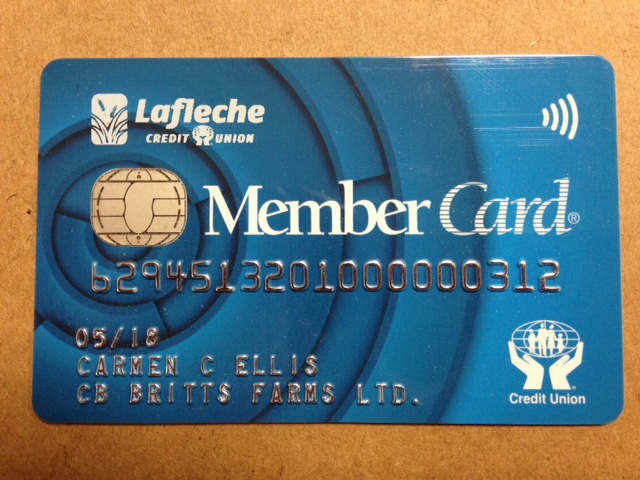 Lafleche
CREDIT UNION
Member Card®
6294513201000000312
05/18
CARMEN C ELLIS
CB BRITTS FARMS LTD.
Credit Union